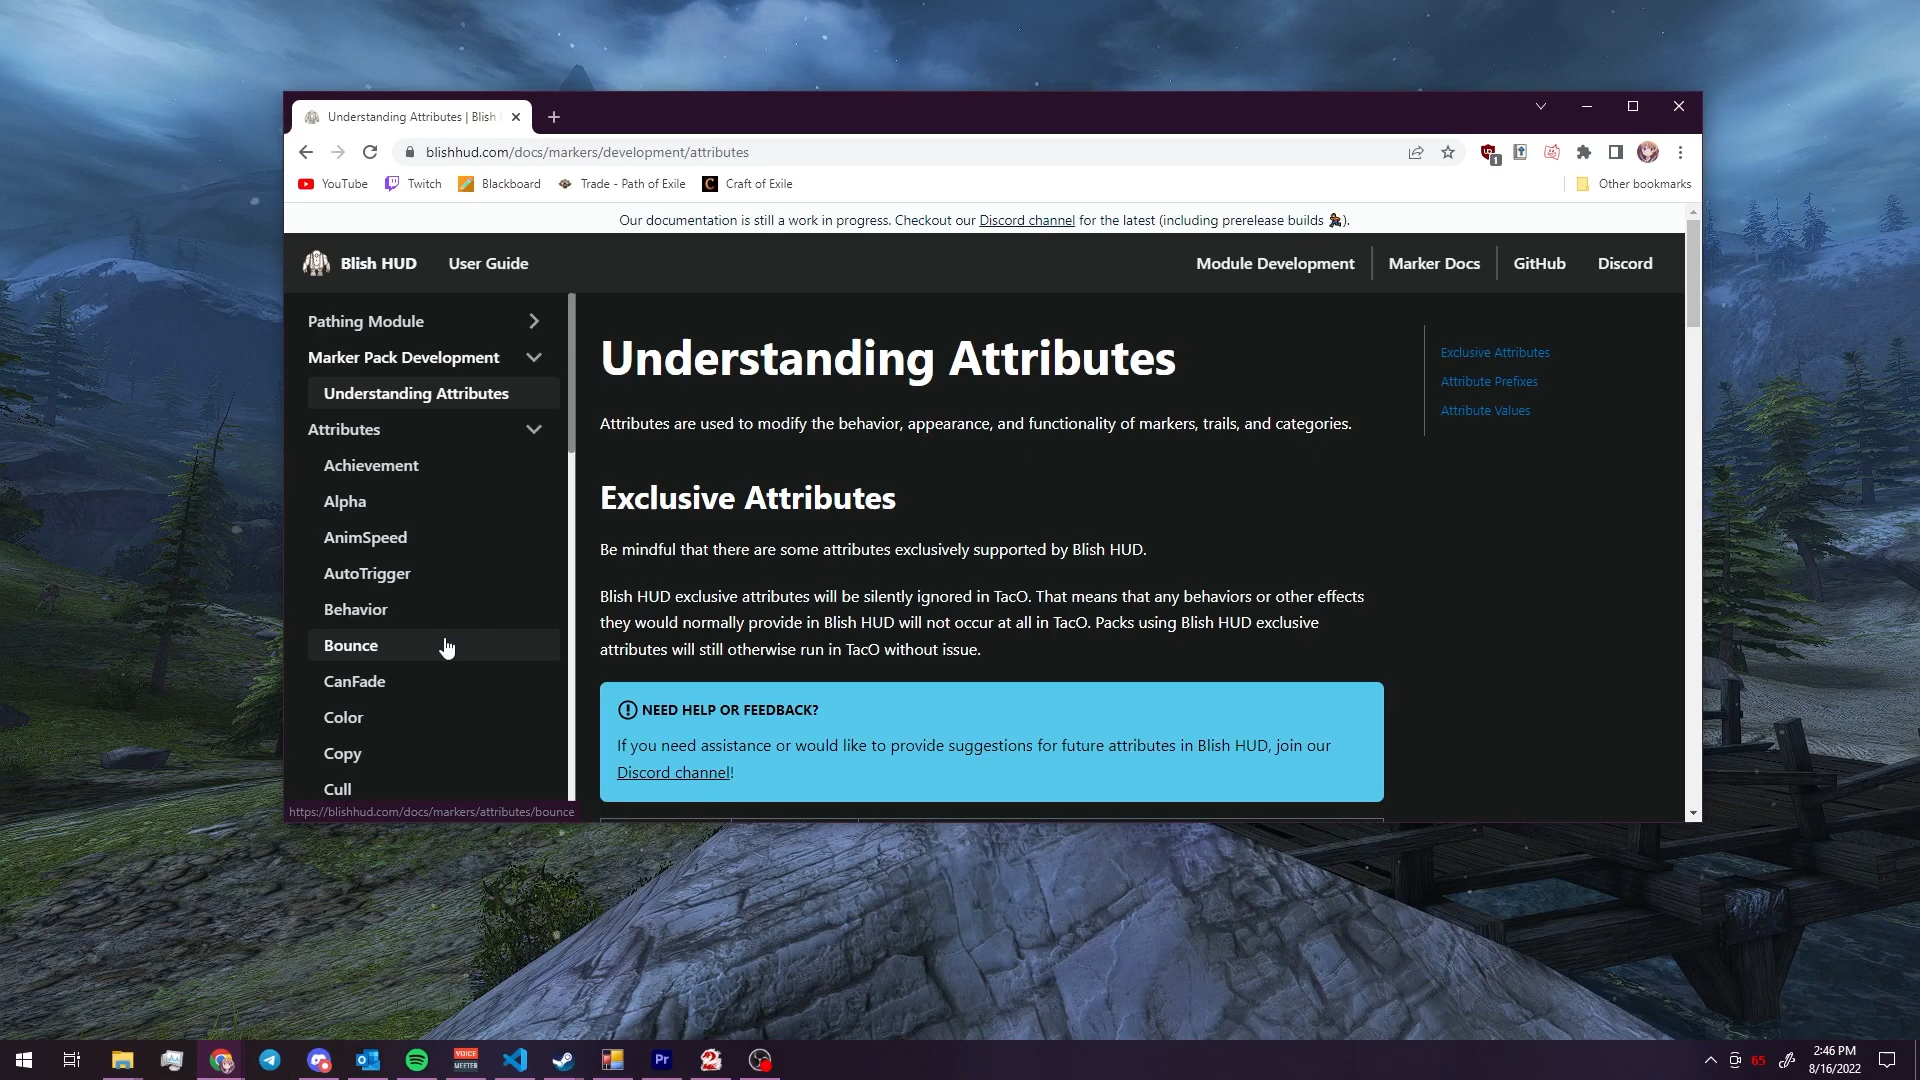 Understanding Attributes | Blish
blishhud.com/docs/markers/development/attributes
1
YouTube
Twitch
Blackboard
Trade - Path of Exile
Craft of Exile
Other bookmarks
Our documentation is still a work in progress. Checkout our Discord channel for the latest (including prerelease builds 🥷).
Blish HUD
User Guide
Module Development
Marker Docs
GitHub
Discord
Pathing Module
Marker Pack Development
Understanding Attributes
Attributes
Achievement
Alpha
AnimSpeed
AutoTrigger
Behavior
Bounce
CanFade
Color
Copy
Cull
https://blishhud.com/docs/markers/attributes/bounce
Understanding Attributes
Attributes are used to modify the behavior, appearance, and functionality of markers, trails, and categories.
Exclusive Attributes
Be mindful that there are some attributes exclusively supported by Blish HUD.
Blish HUD exclusive attributes will be silently ignored in TacO. That means that any behaviors or other effects
they would normally provide in Blish HUD will not occur at all in TacO. Packs using Blish HUD exclusive
attributes will still otherwise run in TacO without issue.
NEED HELP OR FEEDBACK?
If you need assistance or would like to provide suggestions for future attributes in Blish HUD, join our
Discord channel!
Exclusive Attributes
Attribute Prefixes
Attribute Values
VOICE
MEETER
Pr
65
2:46 PM
8/16/2022